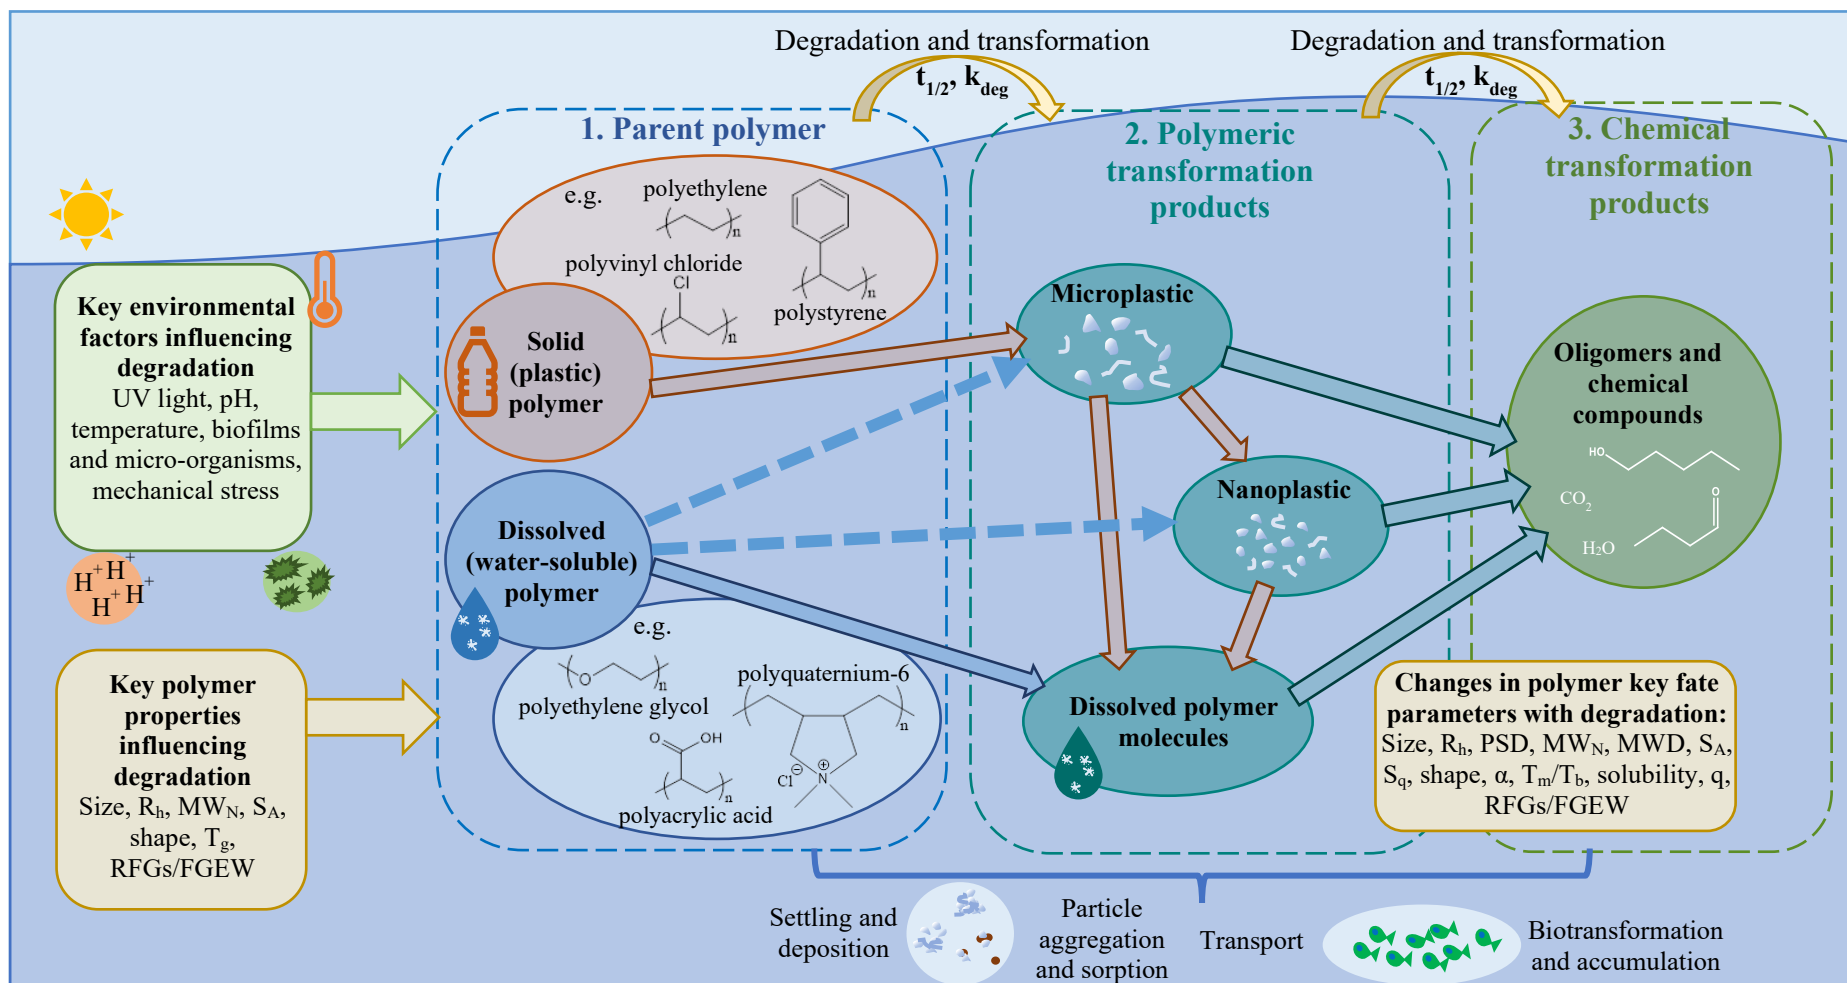 Degradation and transformation
t1/2, kdeg
Degradation and transformation
t1/2, kdeg
1. Parent polymer
2. Polymeric
transformation
products
3. Chemical
transformation
products
e.g.
polyethylene
n
polyvinyl chloride
Cl
n
n
polystyrene
Key environmental
factors influencing
degradation
UV light, pH,
temperature, biofilms
and micro-organisms,
mechanical stress
Solid
(plastic)
polymer
Microplastic
Oligomers and
chemical
compounds
HO
CO2
O
H2O
Nanoplastic
Dissolved
(water-soluble)
polymer
H+ H+
H+ H+
e.g.
O
n
polyethylene glycol
polyquaternium-6
n
Cl−
N
+
O
OH
n
polyacrylic acid
Key polymer
properties
influencing
degradation
Size, Rh, MWN, SA,
shape, Tg,
RFGs/FGEW
Dissolved polymer
molecules
Changes in polymer key fate
parameters with degradation:
Size, Rh, PSD, MWN, MWD, SA,
Sq, shape, α, Tm/Tb, solubility, q,
RFGs/FGEW
Settling and
deposition
Particle
aggregation
and sorption
Transport
Biotransformation
and accumulation